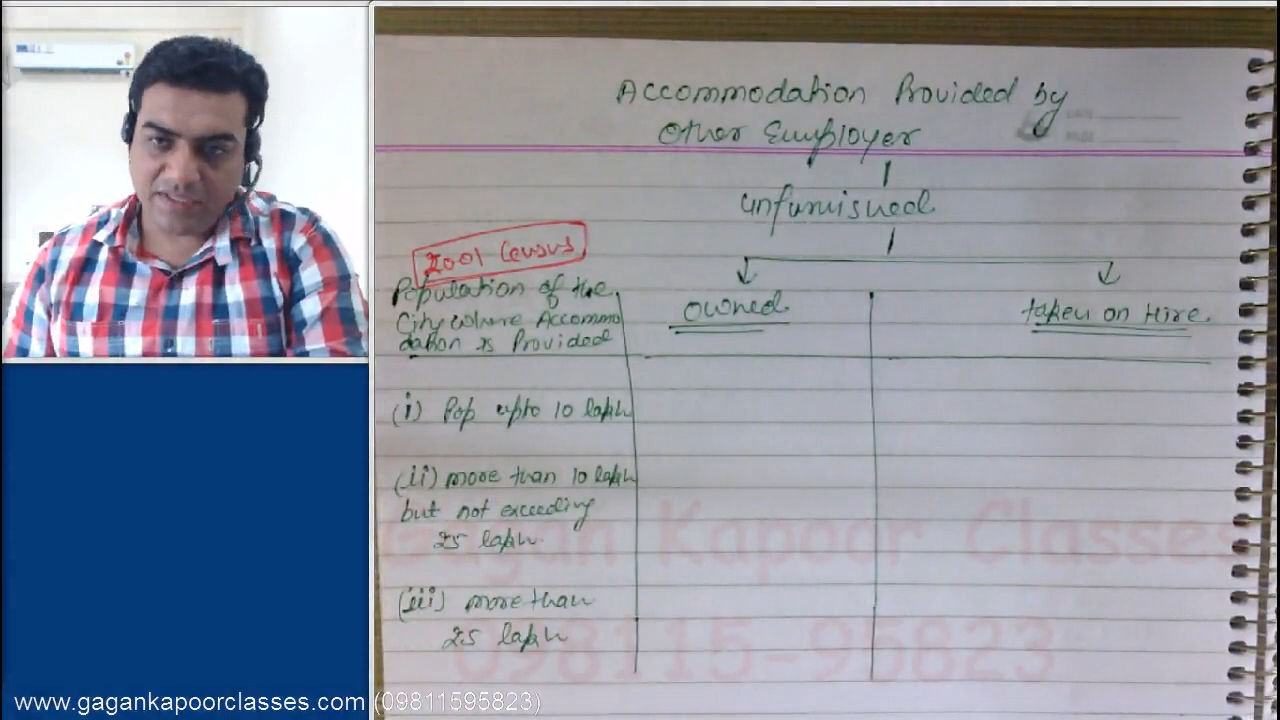 Accommodation Provided by
Other Employer
unfurnished
2001 Census
Population of the
City where Accommo
dation is Provided
owned
taken on Hire.
(i) Pop upto 10 lakh
(ii) more than 10 lakh
but not exceeding
25 lakh.
(iii) more than
25 lakh
Gagan Kapoor Classes
098115-95823
www.gagankapoorclasses.com (09811595823)